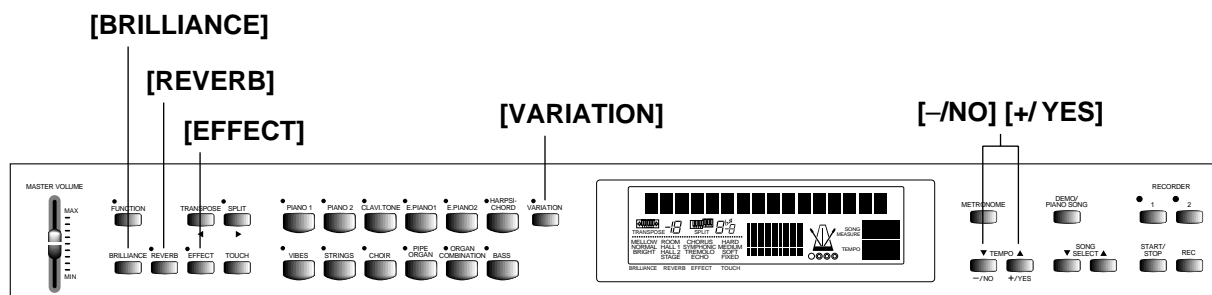 [BRILLIANCE]
[REVERB]
[EFFECT]
[VARIATION]
[–/NO] [+/ YES]
MASTER VOLUME
MAX
MIN
FUNCTION
TRANSPOSE
SPLIT
◀
▶
BRILLIANCE
REVERB
EFFECT
TOUCH
PIANO 1
PIANO 2
CLAVI.TONE
E.PIANO1
E.PIANO2
HARPSI-
CHORD
VARIATION
VIBES
STRINGS
CHOIR
PIPE
ORGAN
ORGAN
COMBINATION
BASS
TRANSPOSE
SPLIT
SONG
MEASURE
TEMPO
MELLOW
NORMAL
BRIGHT
ROOM
HALL 1
HALL 2
STAGE
CHORUS
SYMPHONIC
TREMOLO
ECHO
HARD
MEDIUM
SOFT
FIXED
BRILLIANCE
REVERB
EFFECT
TOUCH
METRONOME
DEMO/
PIANO SONG
RECORDER
1
2
▼ TEMPO ▲
–/NO
+/YES
SONG
▼ SELECT ▲
START/
STOP
REC